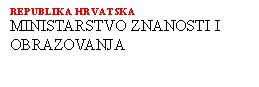 REPUBLIKA HRVATSKA
MINISTARSTVO ZNANOSTI I
OBRAZOVANJA